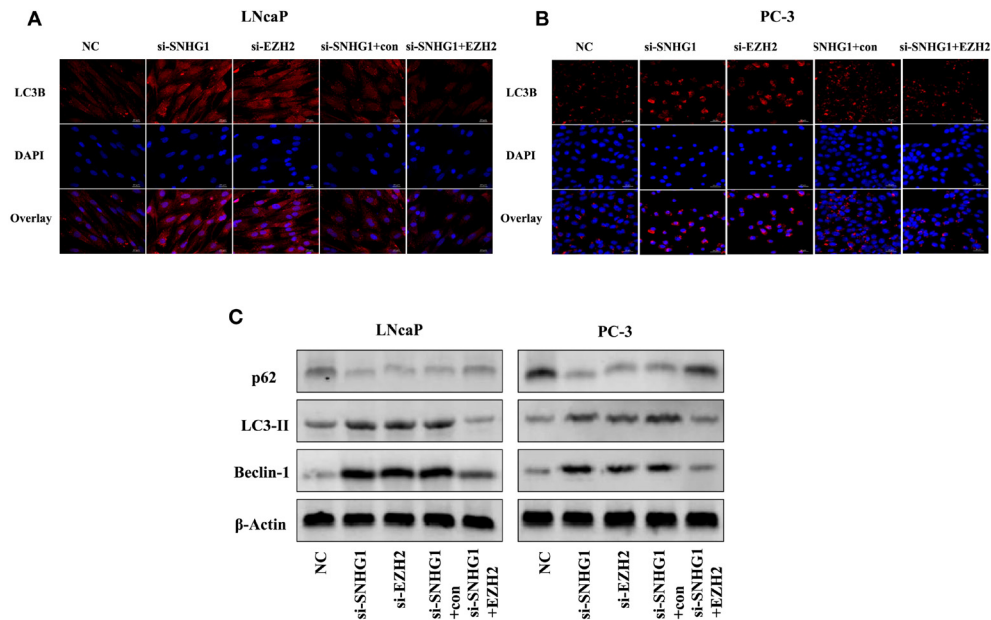 A
LNcaP
NC si-SNHG1 si-EZH2 si-SNHG1+con si-SNHG1+EZH2
LC3B
DAPI
Overlay
B
PC-3
NC si-SNHG1 si-EZH2 SNHG1+con si-SNHG1+EZH2
LC3B
DAPI
Overlay
C
LNcaP PC-3
p62
LC3-II
Beclin-1
β-Actin
NC
si-SNHG1
si-EZH2
si-SNHG1
+con
si-SNHG1
+EZH2
NC
si-SNHG1
si-EZH2
si-SNHG1
+con
si-SNHG1
+EZH2